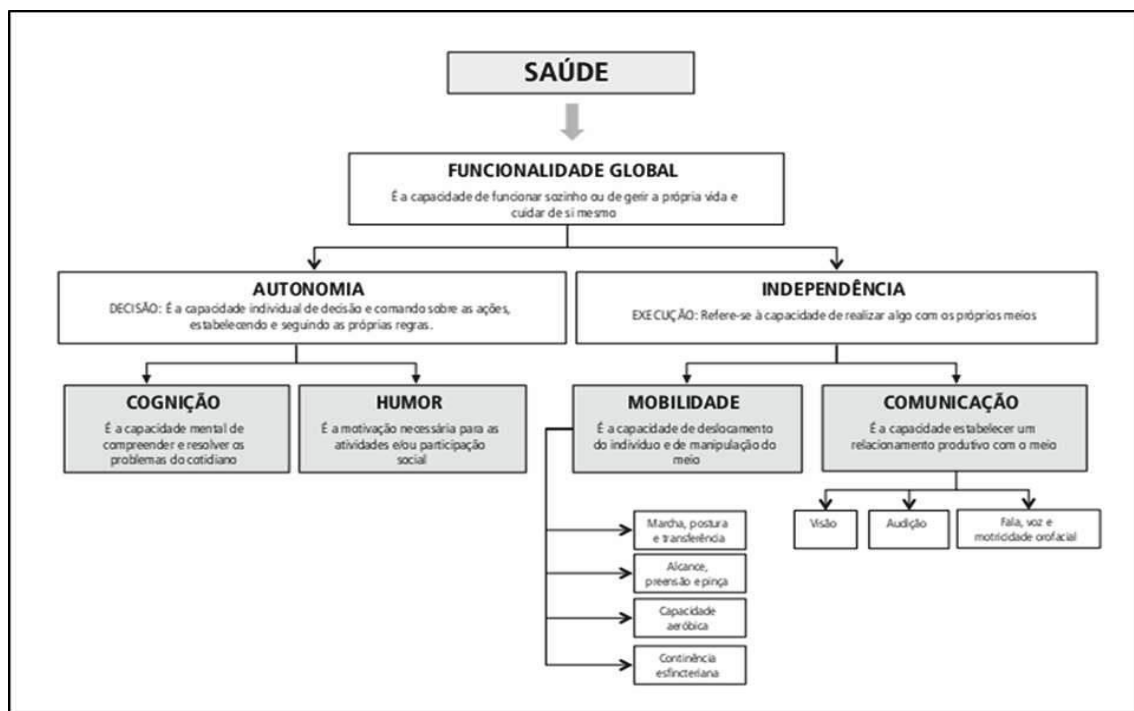 SAÚDE
FUNCIONALIDADE GLOBAL
É a capacidade de funcionar sozinho ou de gerir a própria vida e
cuidar de si mesmo
AUTONOMIA
DECISÃO: É a capacidade individual de decisão e comando sobre as ações,
estabelecendo e seguindo as próprias regras.
INDEPENDÊNCIA
EXECUÇÃO: Refere-se à capacidade de realizar algo com os próprios meios
COGNIÇÃO
É a capacidade mental de
compreender e resolver os
problemas do cotidiano
HUMOR
É a motivação necessária para as
atividades e/ou participação
social
MOBILIDADE
É a capacidade de deslocamento
do indivíduo e de manipulação do
meio
COMUNICAÇÃO
É a capacidade estabelecer um
relacionamento produtivo com o meio
Visão
Audição
Fala, voz e
motricidade orofacial
Marcha, postura
e transferência
Alcance,
preensão e pinça
Capacidade
aeróbica
Continência
esfincteriana